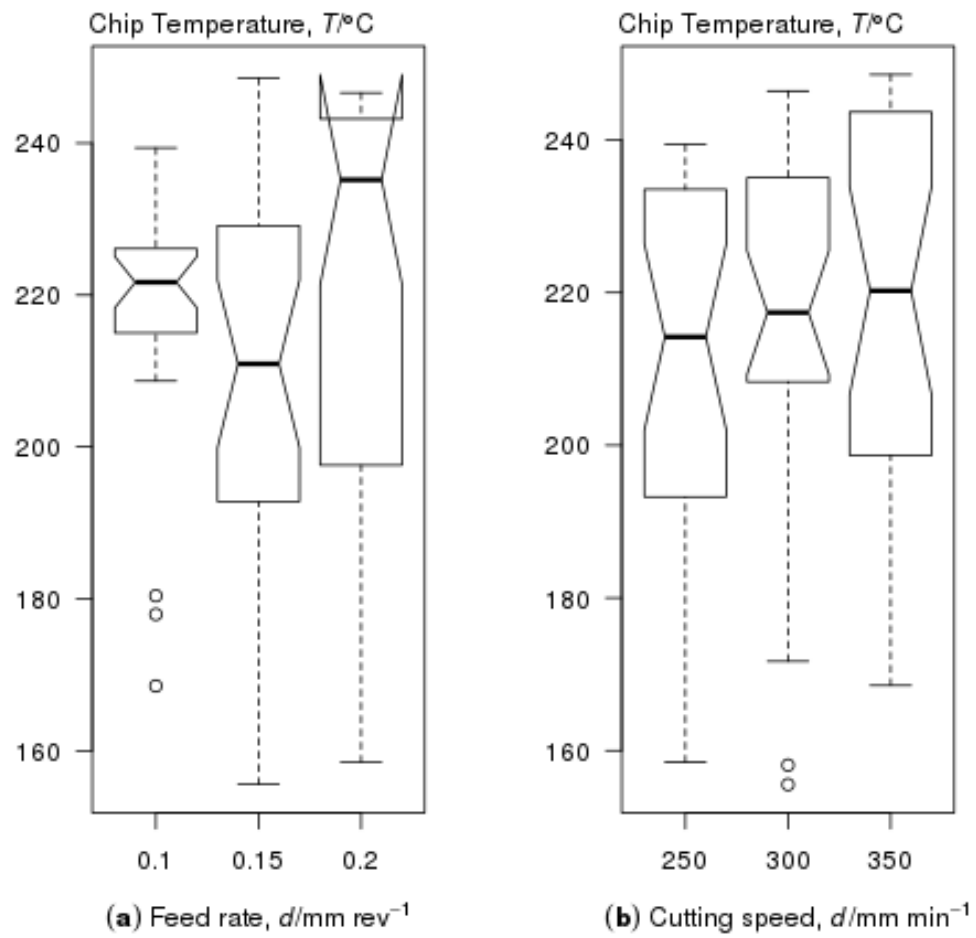 Chip Temperature, T/°C
240
220
200
180
160
0.1 0.15 0.2
(a) Feed rate, d/mm rev⁻¹
Chip Temperature, T/°C
240
220
200
180
160
250 300 350
(b) Cutting speed, d/mm min⁻¹